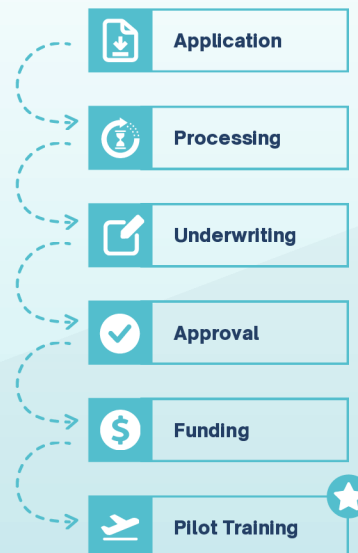 Application
Processing
Underwriting
Approval
Funding
Pilot Training